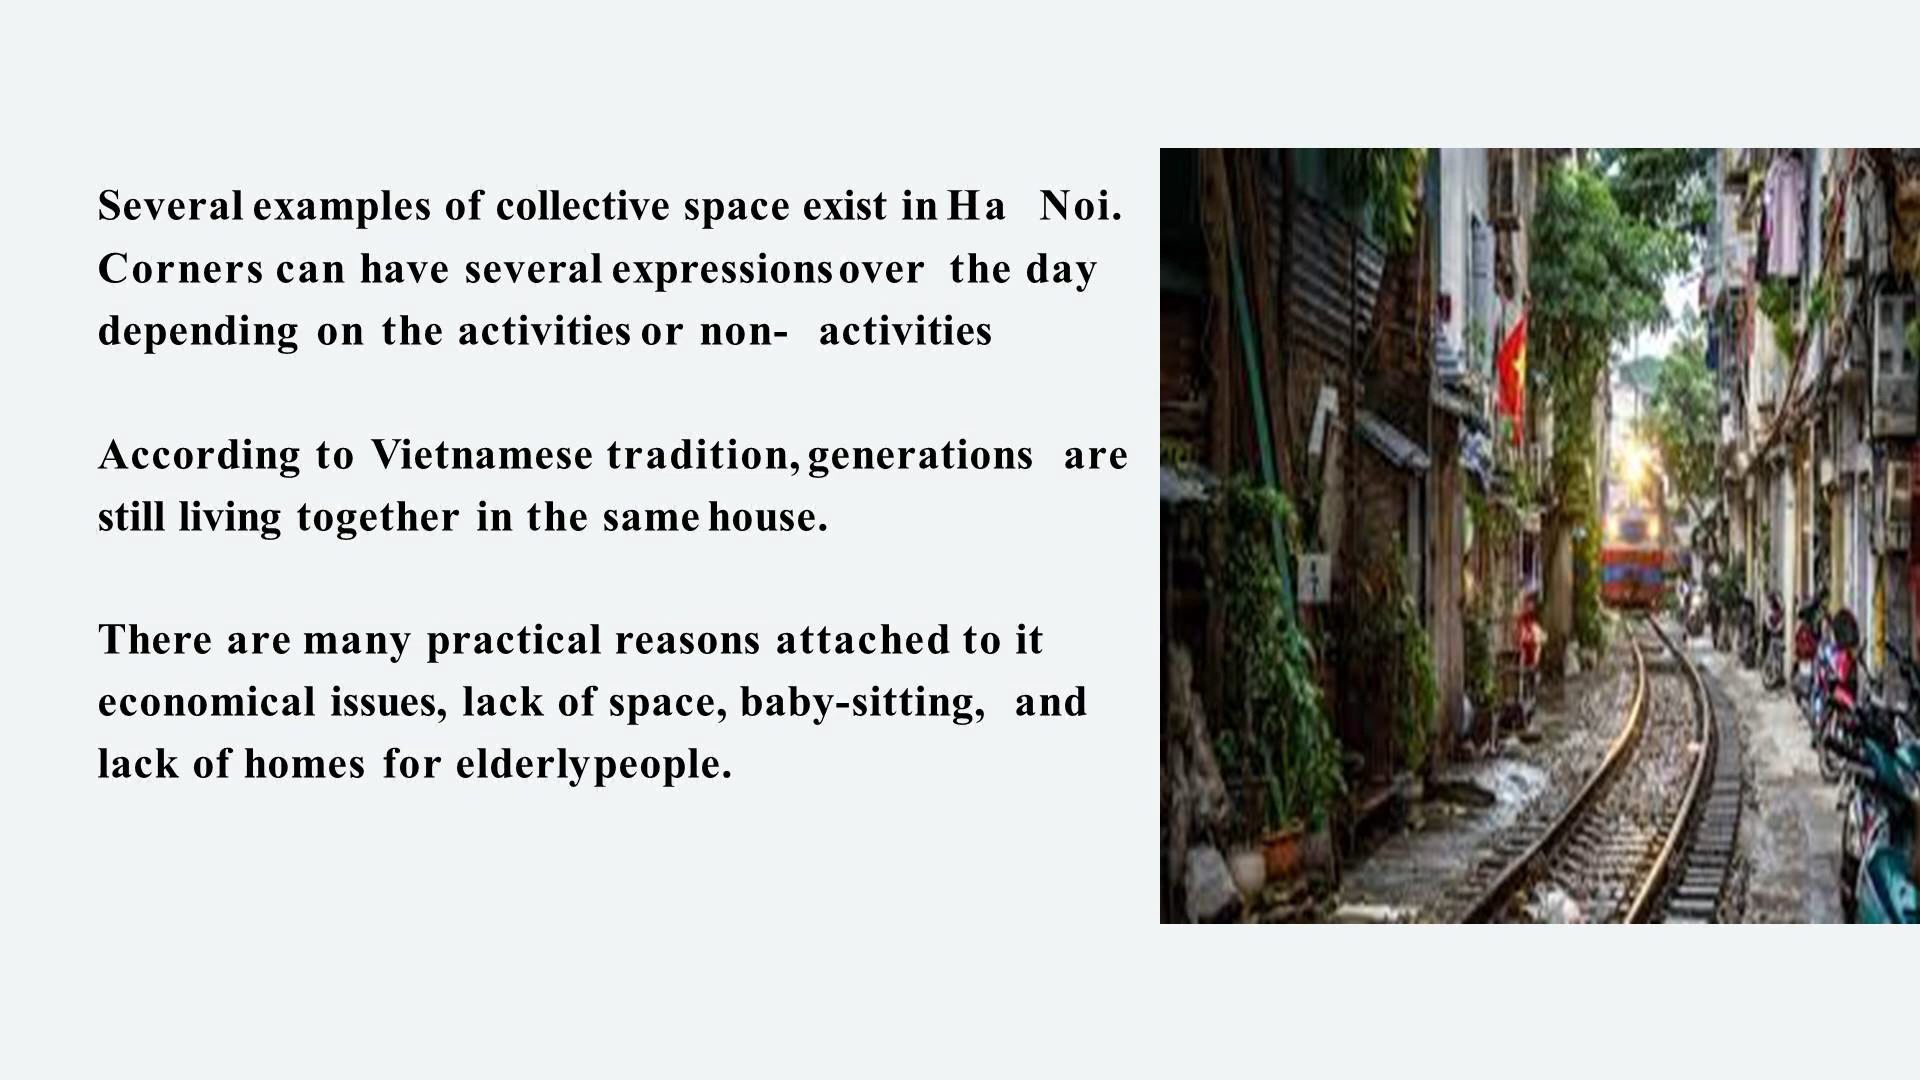 Several examples of collective space exist in Ha Noi.
Corners can have several expressions over the day
depending on the activities or non- activities
According to Vietnamese tradition, generations are
still living together in the same house.
There are many practical reasons attached to it
economical issues, lack of space, baby-sitting, and
lack of homes for elderly people.